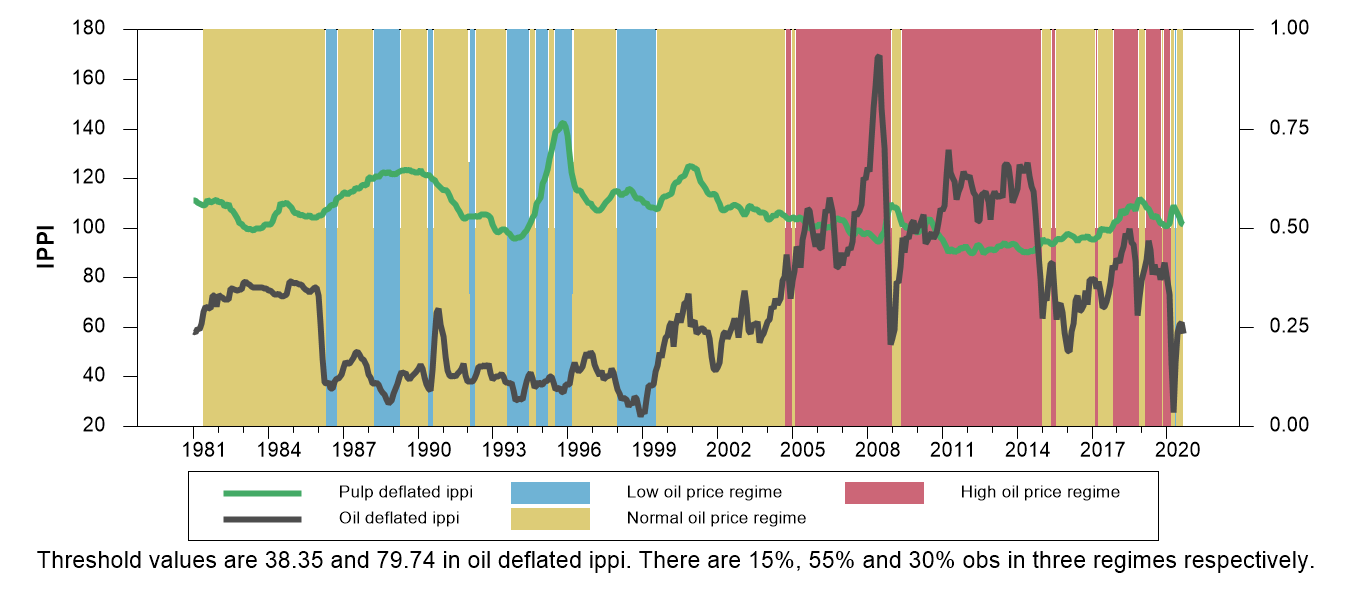 180 1.00
160
140 0.75
120
100 0.50
80
60 0.25
40
20 0.00
IPPI
1981 1984 1987 1990 1993 1996 1999 2002 2005 2008 2011 2014 2017 2020
Pulp deflated ippi Low oil price regime High oil price regime
Oil deflated ippi Normal oil price regime
Threshold values are 38.35 and 79.74 in oil deflated ippi. There are 15%, 55% and 30% obs in three regimes respectively.